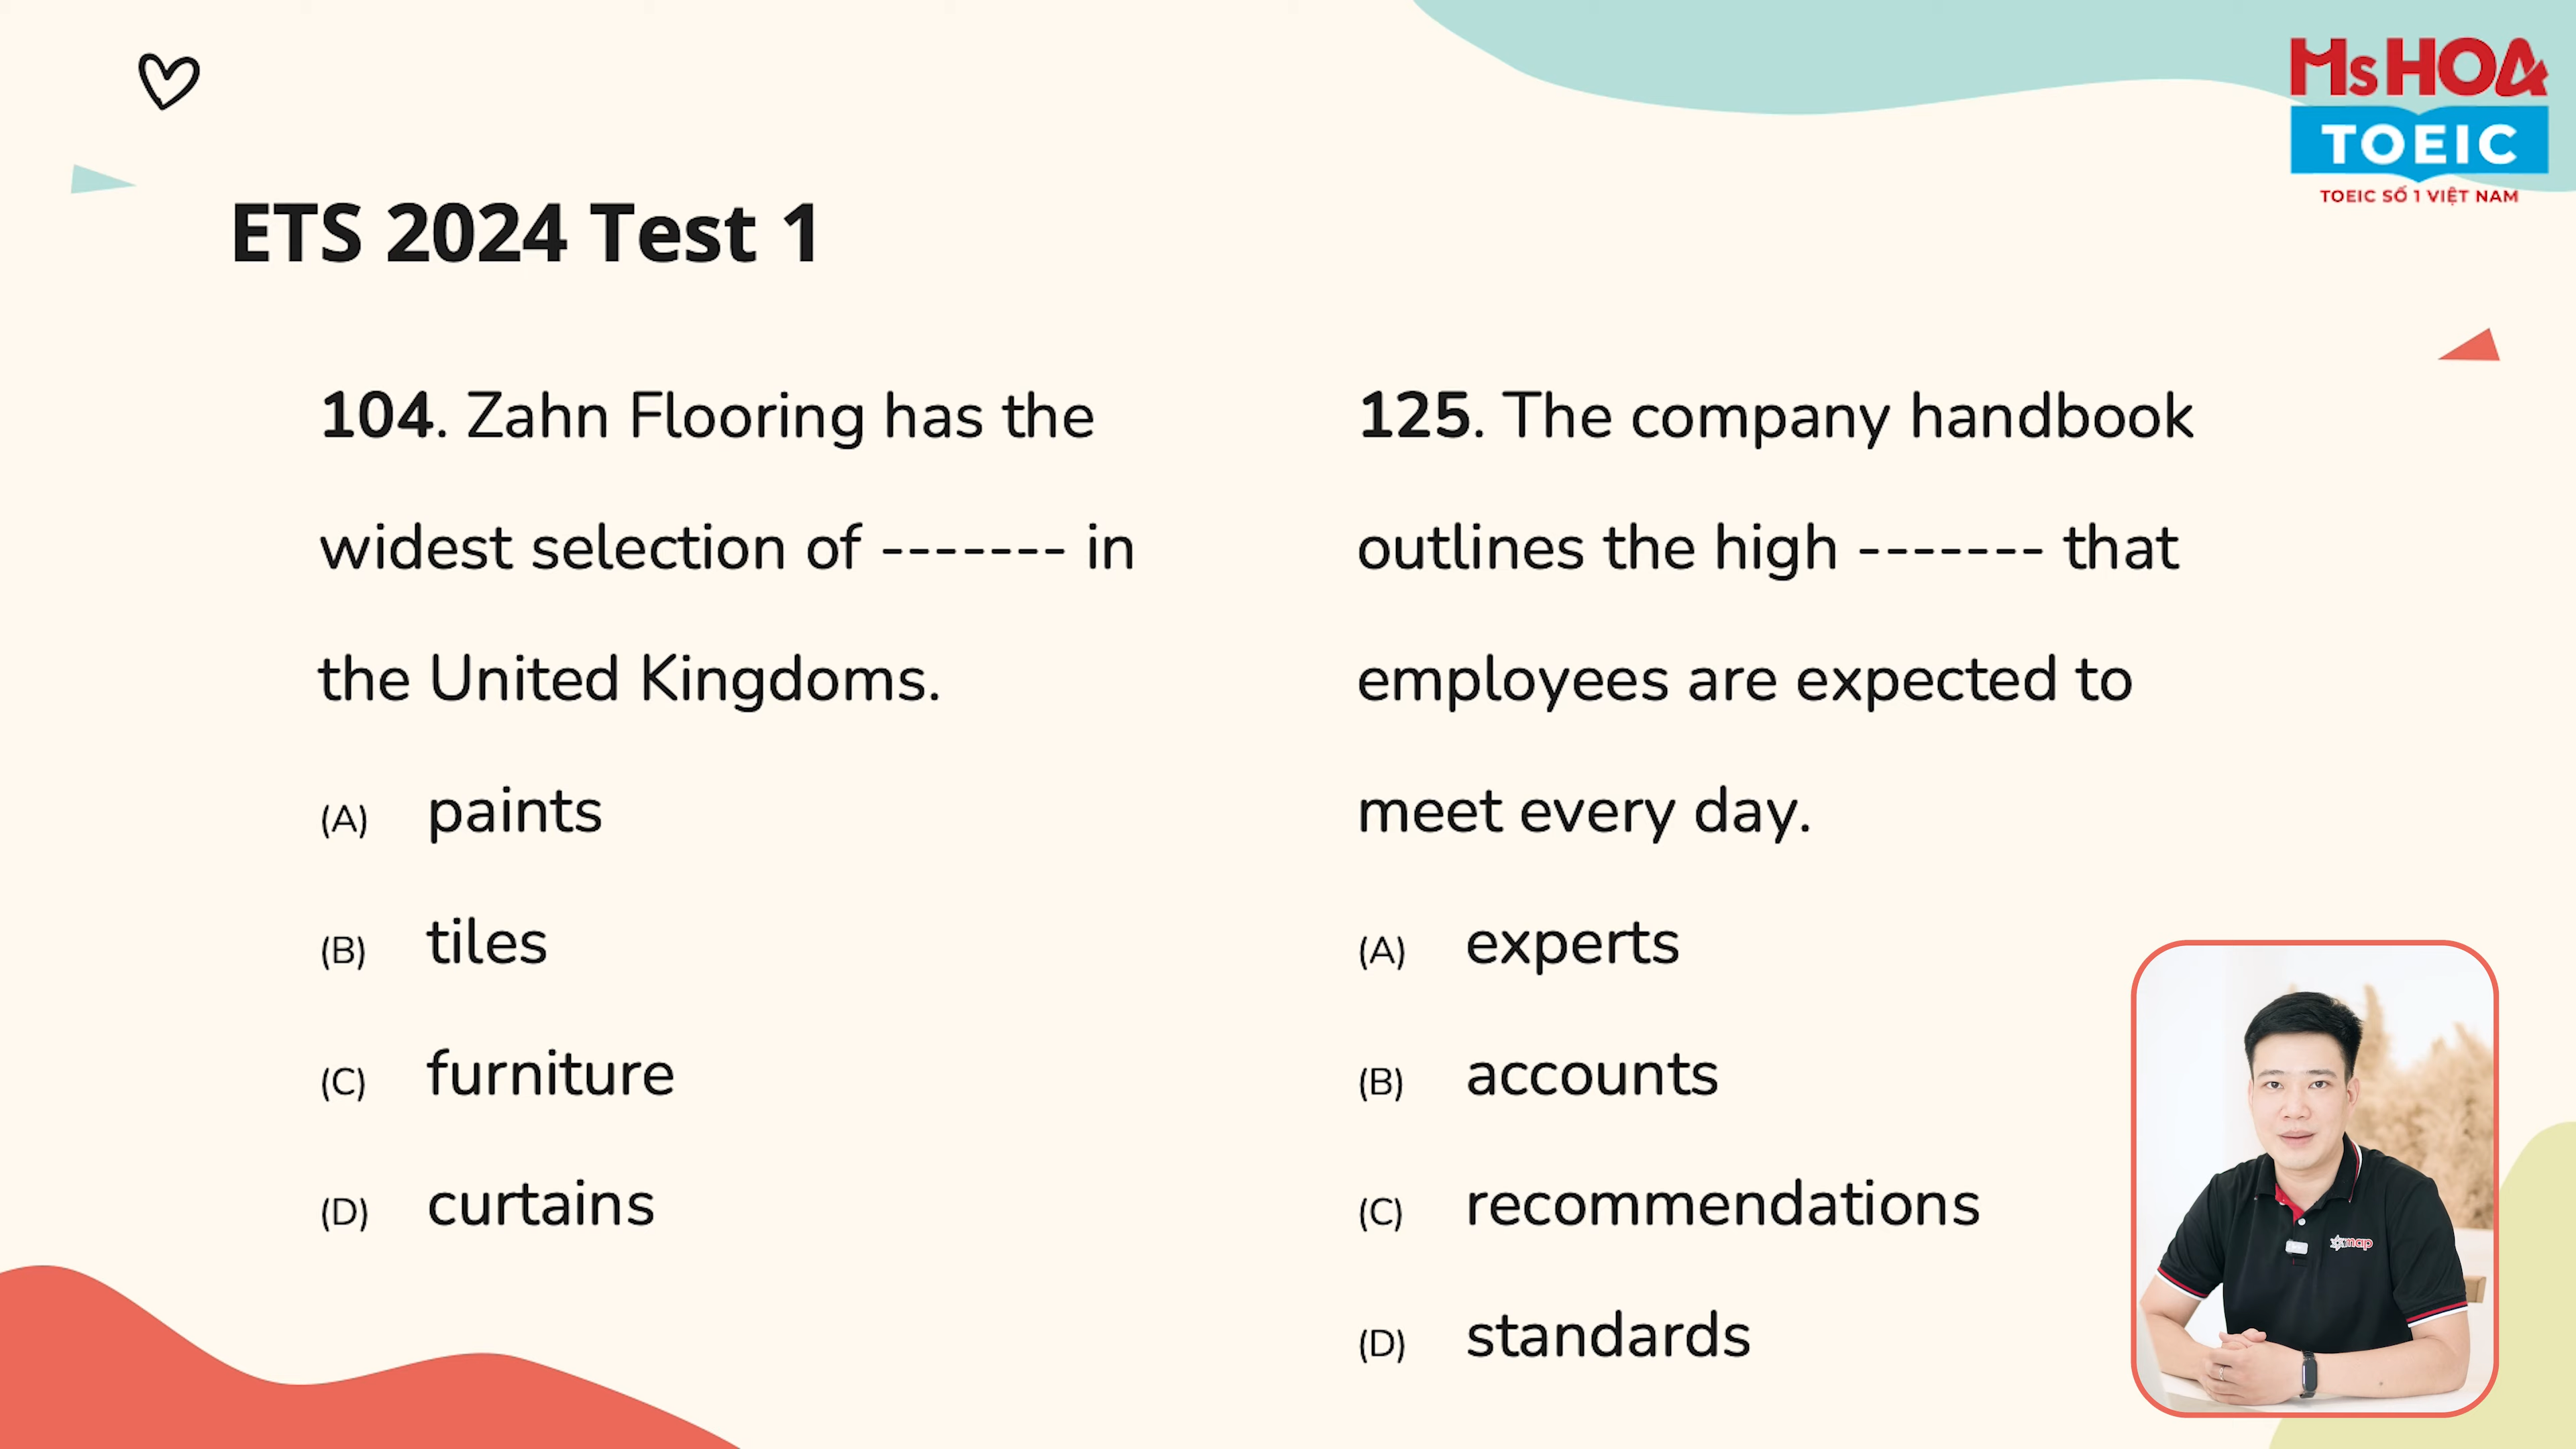 Ms HOA
TOEIC
TOEIC SỐ 1 VIỆT NAM
ETS 2024 Test 1
104. Zahn Flooring has the
widest selection of ------- in
the United Kingdoms.
(A) paints
(B) tiles
(C) furniture
(D) curtains
125. The company handbook
outlines the high ------- that
employees are expected to
meet every day.
(A) experts
(B) accounts
(C) recommendations
(D) standards